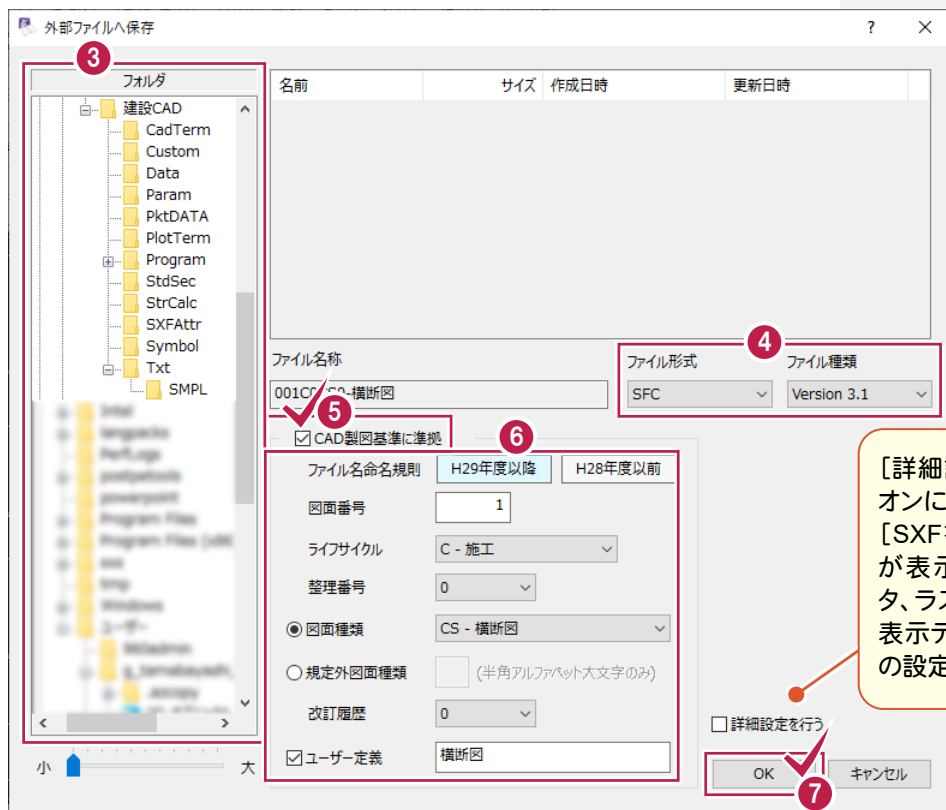 外部ファイルへ保存
?
×
3
フォルダ
名前 サイズ 作成日時 更新日時
建設CAD
CadTerm
Custom
Data
Param
PktDATA
PlotTerm
Program
StdSec
StrCalc
SXFAttr
Symbol
Txt
SMPL
小 大
ファイル名称
-横断図
4
ファイル形式 ファイル種類
SFC Version 3.1
5
CAD製図基準に準拠
6
ファイル名命名規則 H29年度以降 H28年度以前
図面番号 1
ライフサイクル C - 施工
整理番号 0
図面種類 CS - 横断図
規定外図面種類 (半角アルファベット大文字のみ)
改訂履歴 0
ユーザー定義 横断図
[詳細
オンに
[SXF
が表示
タ、ラス
表示デ
の設定
詳細設定を行う
OK キャンセル
7